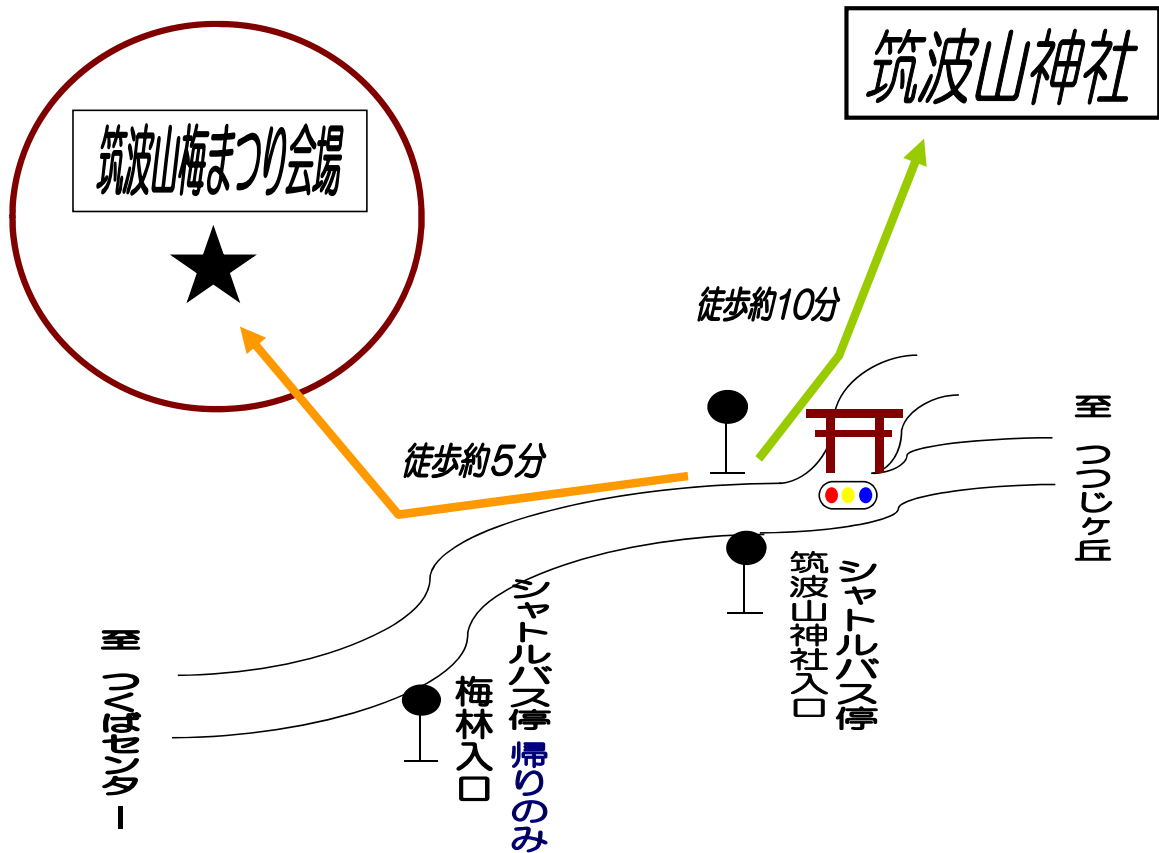 筑波山神社
筑波山梅まつり会場
徒歩約10分
徒歩約5分
至 つつじヶ丘
シャトルバス停
筑波山神社入口
シャトルバス停 帰りのみ
梅林入口
至 つくばセンター